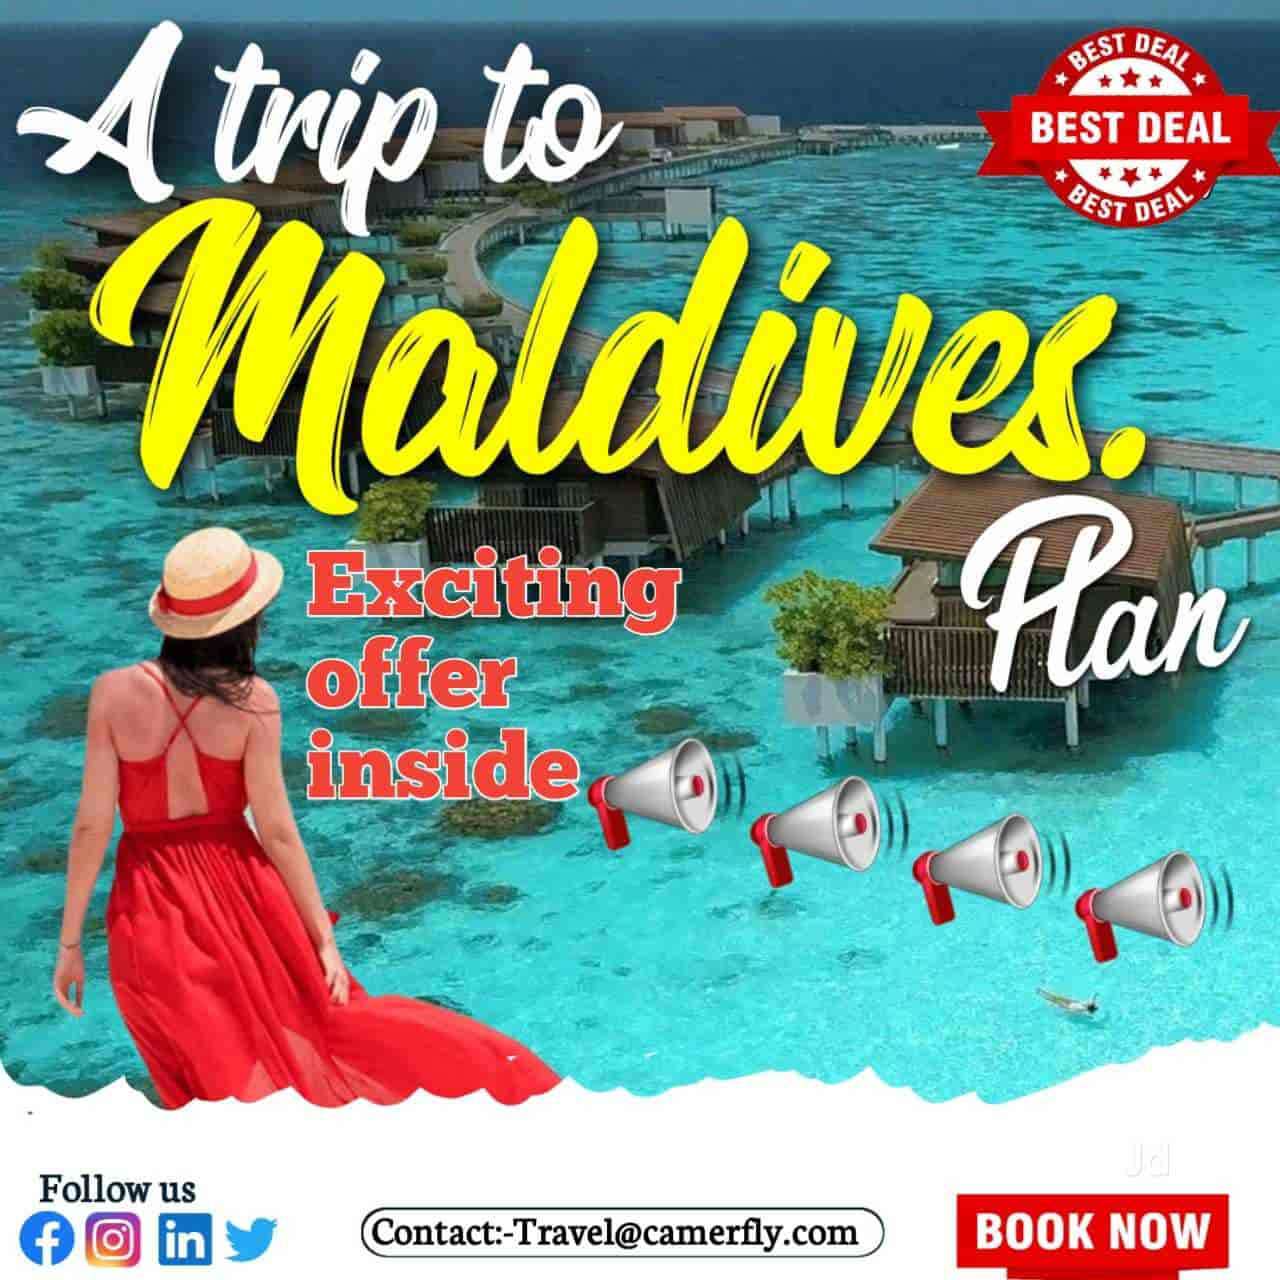 A trip to
Maldives.
Plan
BEST DEAL
BEST DEAL
BEST DEAL
Exciting
offer
inside
Jd
Follow us
Contact:-Travel@camerfly.com
BOOK NOW